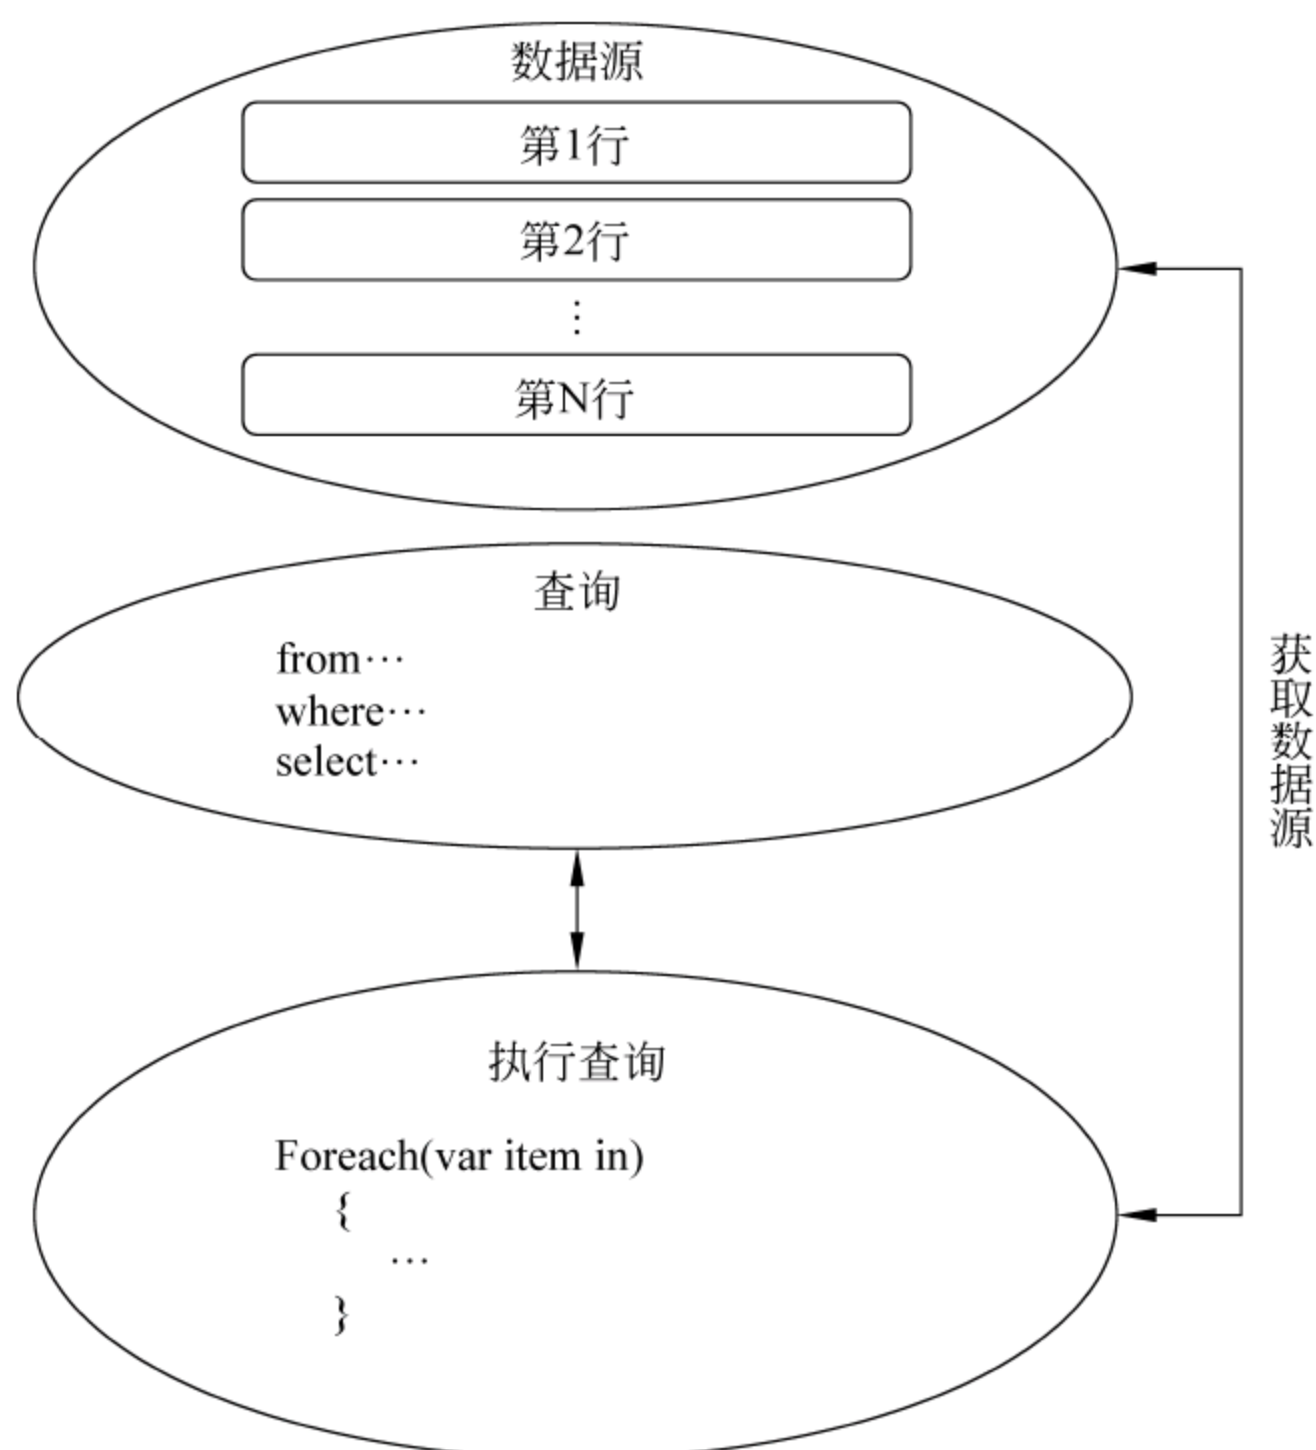 数据源
第1行
第2行
⋮
第N行
查询
from…
where…
select…
获取数据源
执行查询
Foreach(var item in)
{
…
}